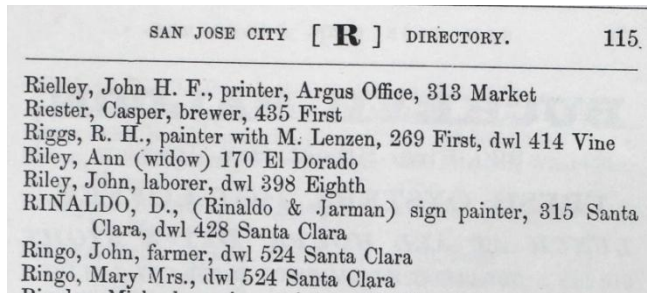 SAN JOSE CITY [ R ] DIRECTORY. 115.
Rielley, John H. F., printer, Argus Office, 313 Market
Riester, Casper, brewer, 435 First
Riggs, R. H., painter with M. Lenzen, 269 First, dwl 414 Vine
Riley, Ann (widow) 170 El Dorado
Riley, John, laborer, dwl 398 Eighth
RINALDO, D., (Rinaldo & Jarman) sign painter, 315 Santa
Clara, dwl 428 Santa Clara
Ringo, John, farmer, dwl 524 Santa Clara
Ringo, Mary Mrs., dwl 524 Santa Clara